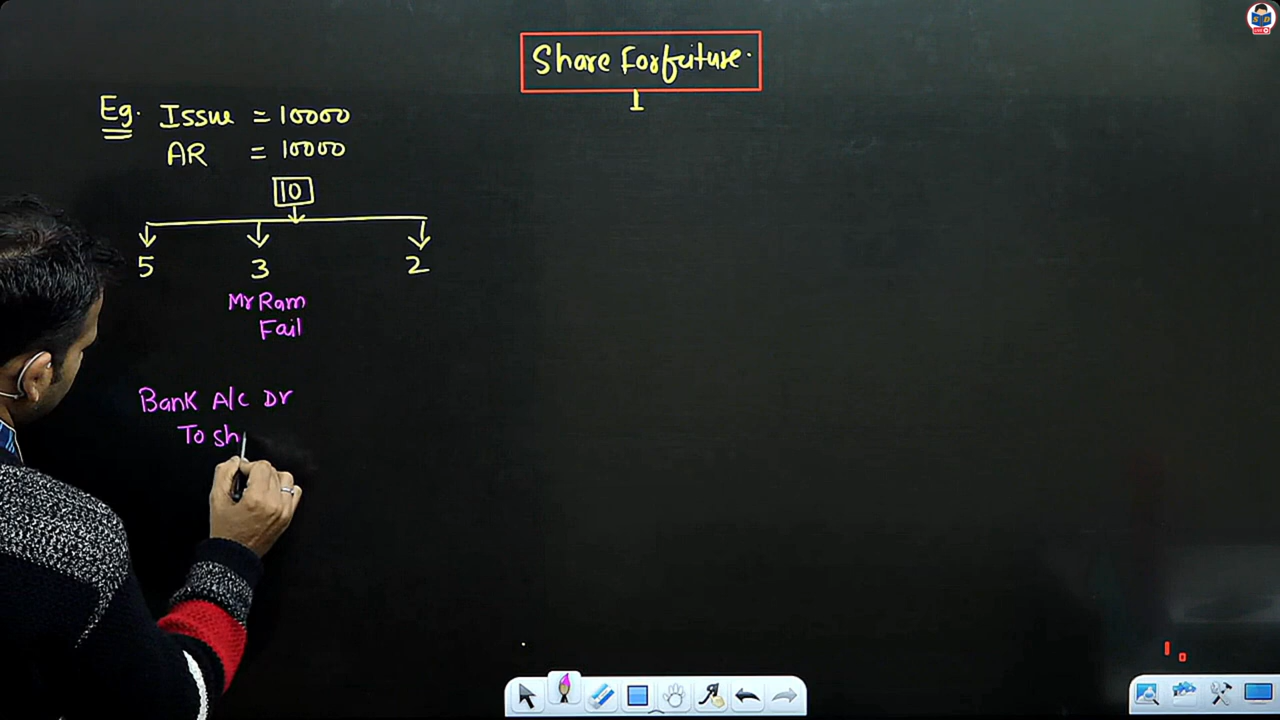 Share Forfeiture.
1
Eg. Issue = 10000
AR = 10000
10
5 3 2
Mr Ram
Fail
Bank A/c Dr
To sh
S D